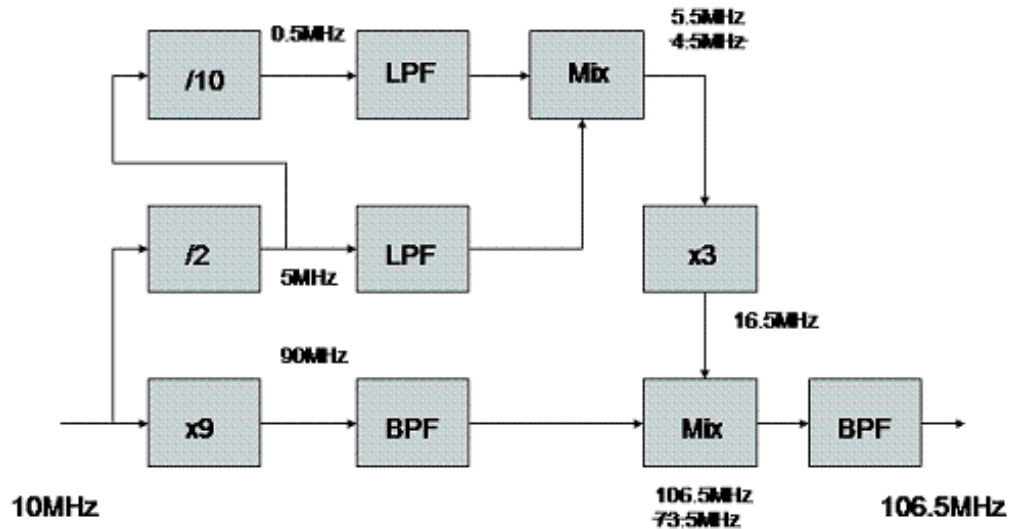 5.5MHz
4.5MHz
0.5MHz
/10
LPF
Mix
/2
LPF
x3
5MHz
16.5MHz
90MHz
x9
BPF
Mix
BPF
10MHz
106.5MHz
73.5MHz
106.5MHz